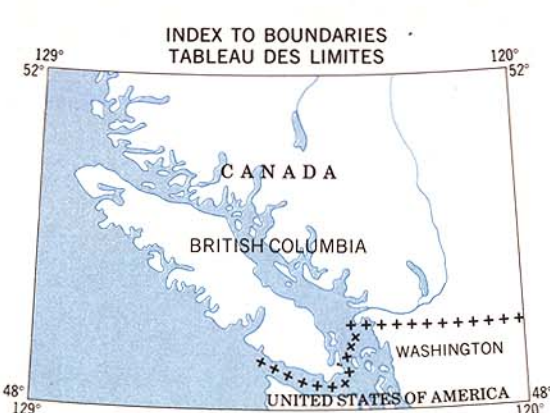 INDEX TO BOUNDARIES
TABLEAU DES LIMITES
129° 120°
52° 52°
CANADA
BRITISH COLUMBIA
WASHINGTON
UNITED STATES OF AMERICA
48° 48°
129° 120°